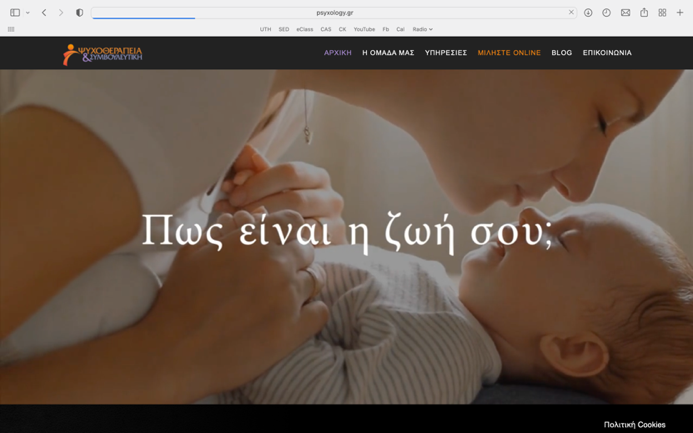 psyxology.gr
UTH SED eClass CAS CK YouTube Fb Cal Radio
ΨΥΧΟΘΕΡΑΠΕΙΑ
&ΣΥΜΒΟΥΛΕΥΤΙΚΗ
ΑΡΧΙΚΗ Η ΟΜΑΔΑ ΜΑΣ ΥΠΗΡΕΣΙΕΣ ΜΙΛΗΣΤΕ ONLINE BLOG ΕΠΙΚΟΙΝΩΝΙΑ
Πως είναι η ζωή σου;
Πολιτική Cookies